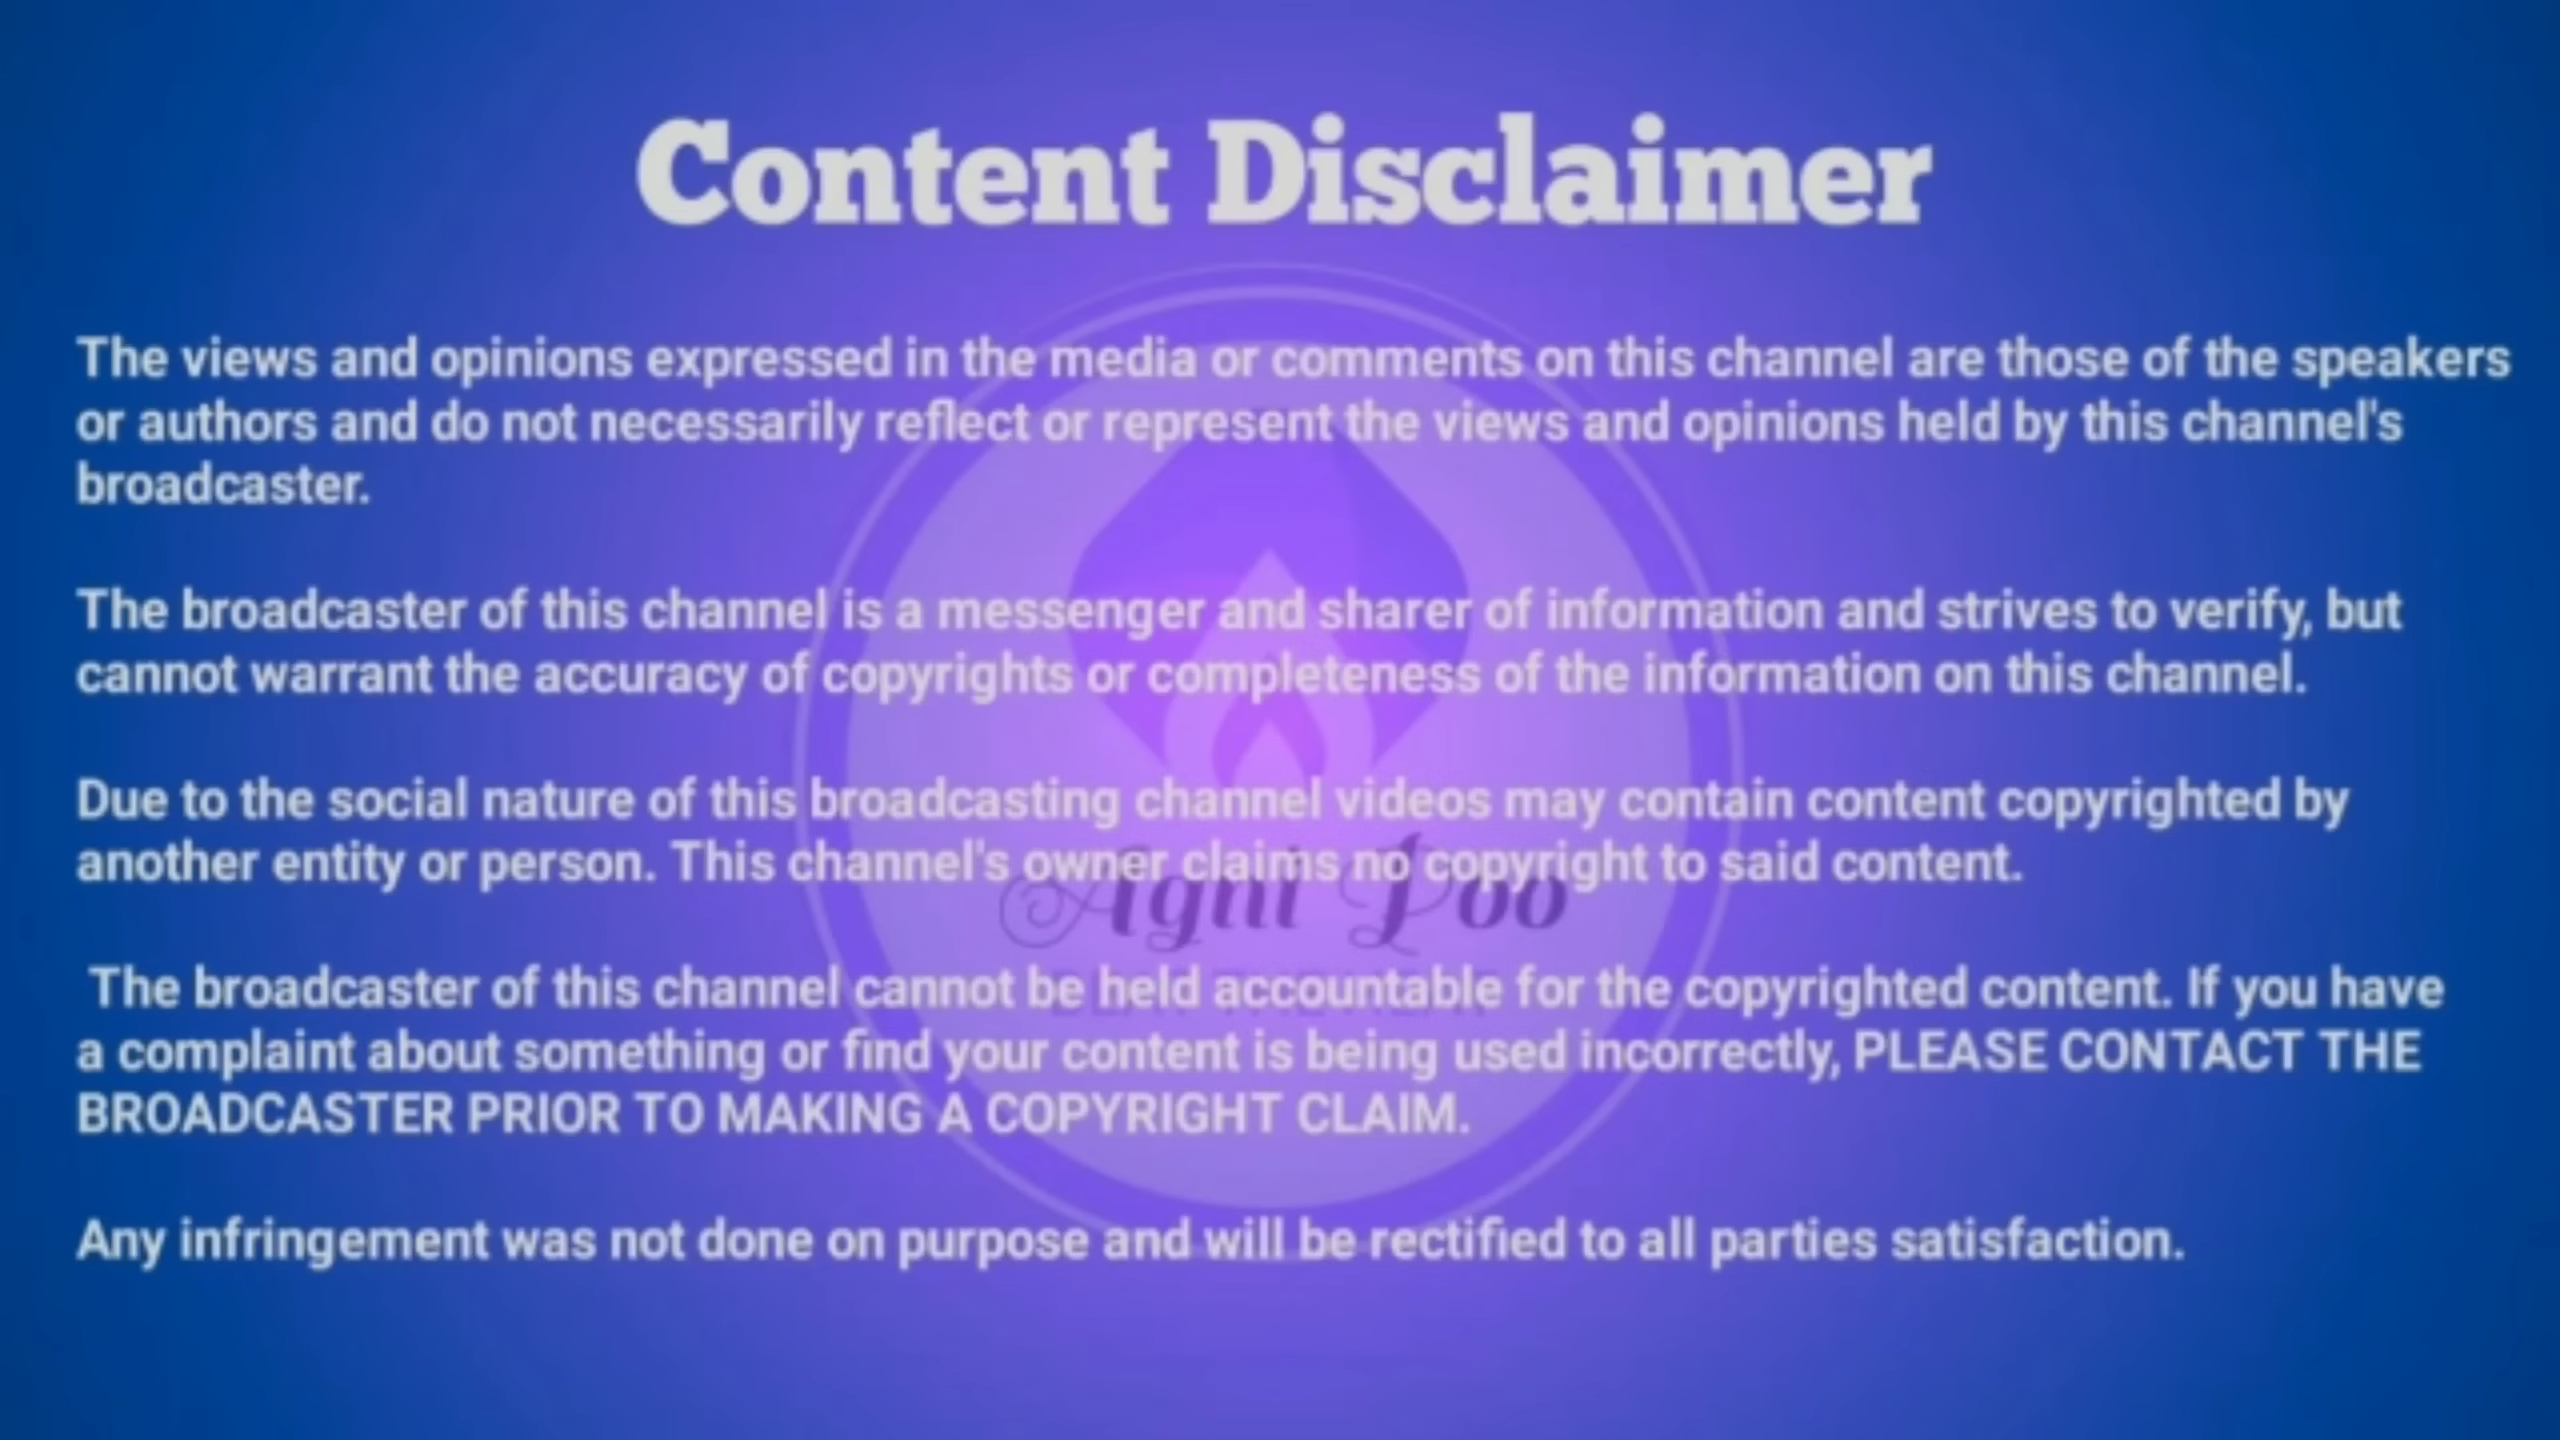 Content Disclaimer
The views and opinions expressed in the media or comments on this channel are those of the speakers
or authors and do not necessarily reflect or represent the views and opinions held by this channel's
broadcaster.
The broadcaster of this channel is a messenger and sharer of information and strives to verify, but
cannot warrant the accuracy of copyrights or completeness of the information on this channel.
Due to the social nature of this broadcasting channel videos may contain content copyrighted by
another entity or person. This channel's owner claims no copyright to said content.
Agni Poo
The broadcaster of this channel cannot be held accountable for the copyrighted content. If you have
a complaint about something or find your content is being used incorrectly, PLEASE CONTACT THE
BROADCASTER PRIOR TO MAKING A COPYRIGHT CLAIM.
Any infringement was not done on purpose and will be rectified to all parties satisfaction.